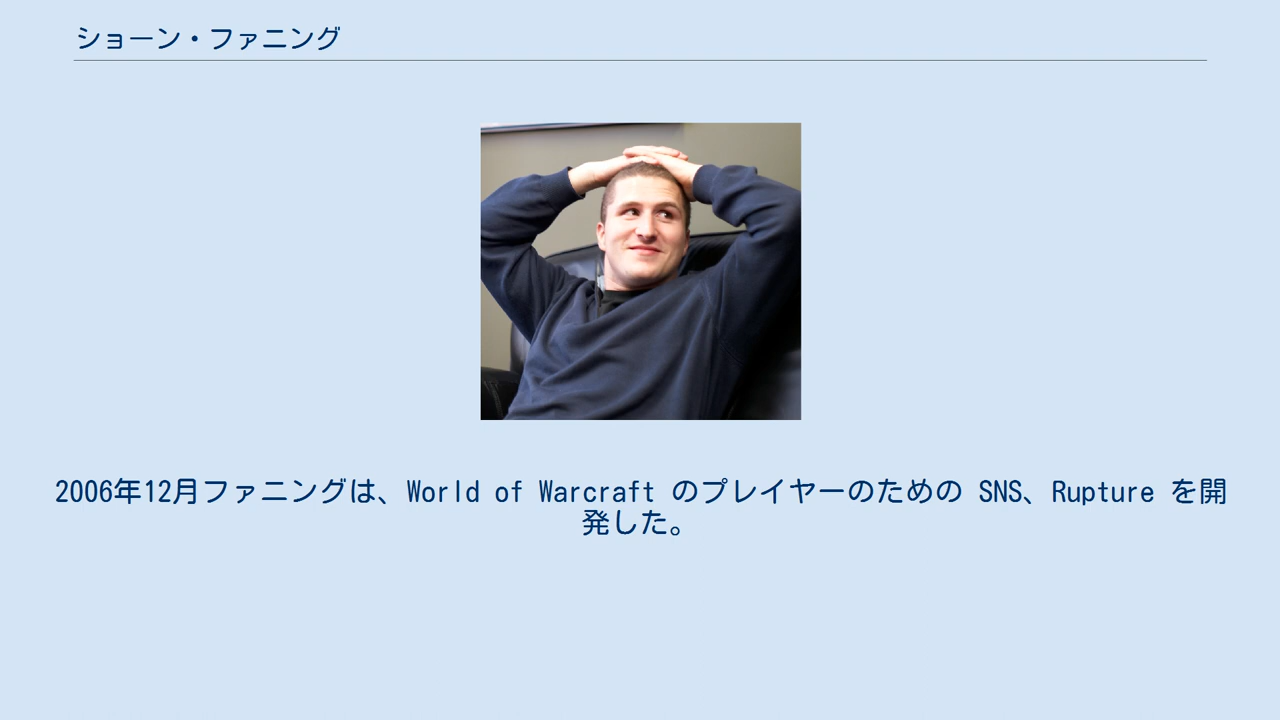 ショーン・ファニング
2006年12月ファニングは、World of Warcraft のプレイヤーのための SNS、Rupture を開
発した。